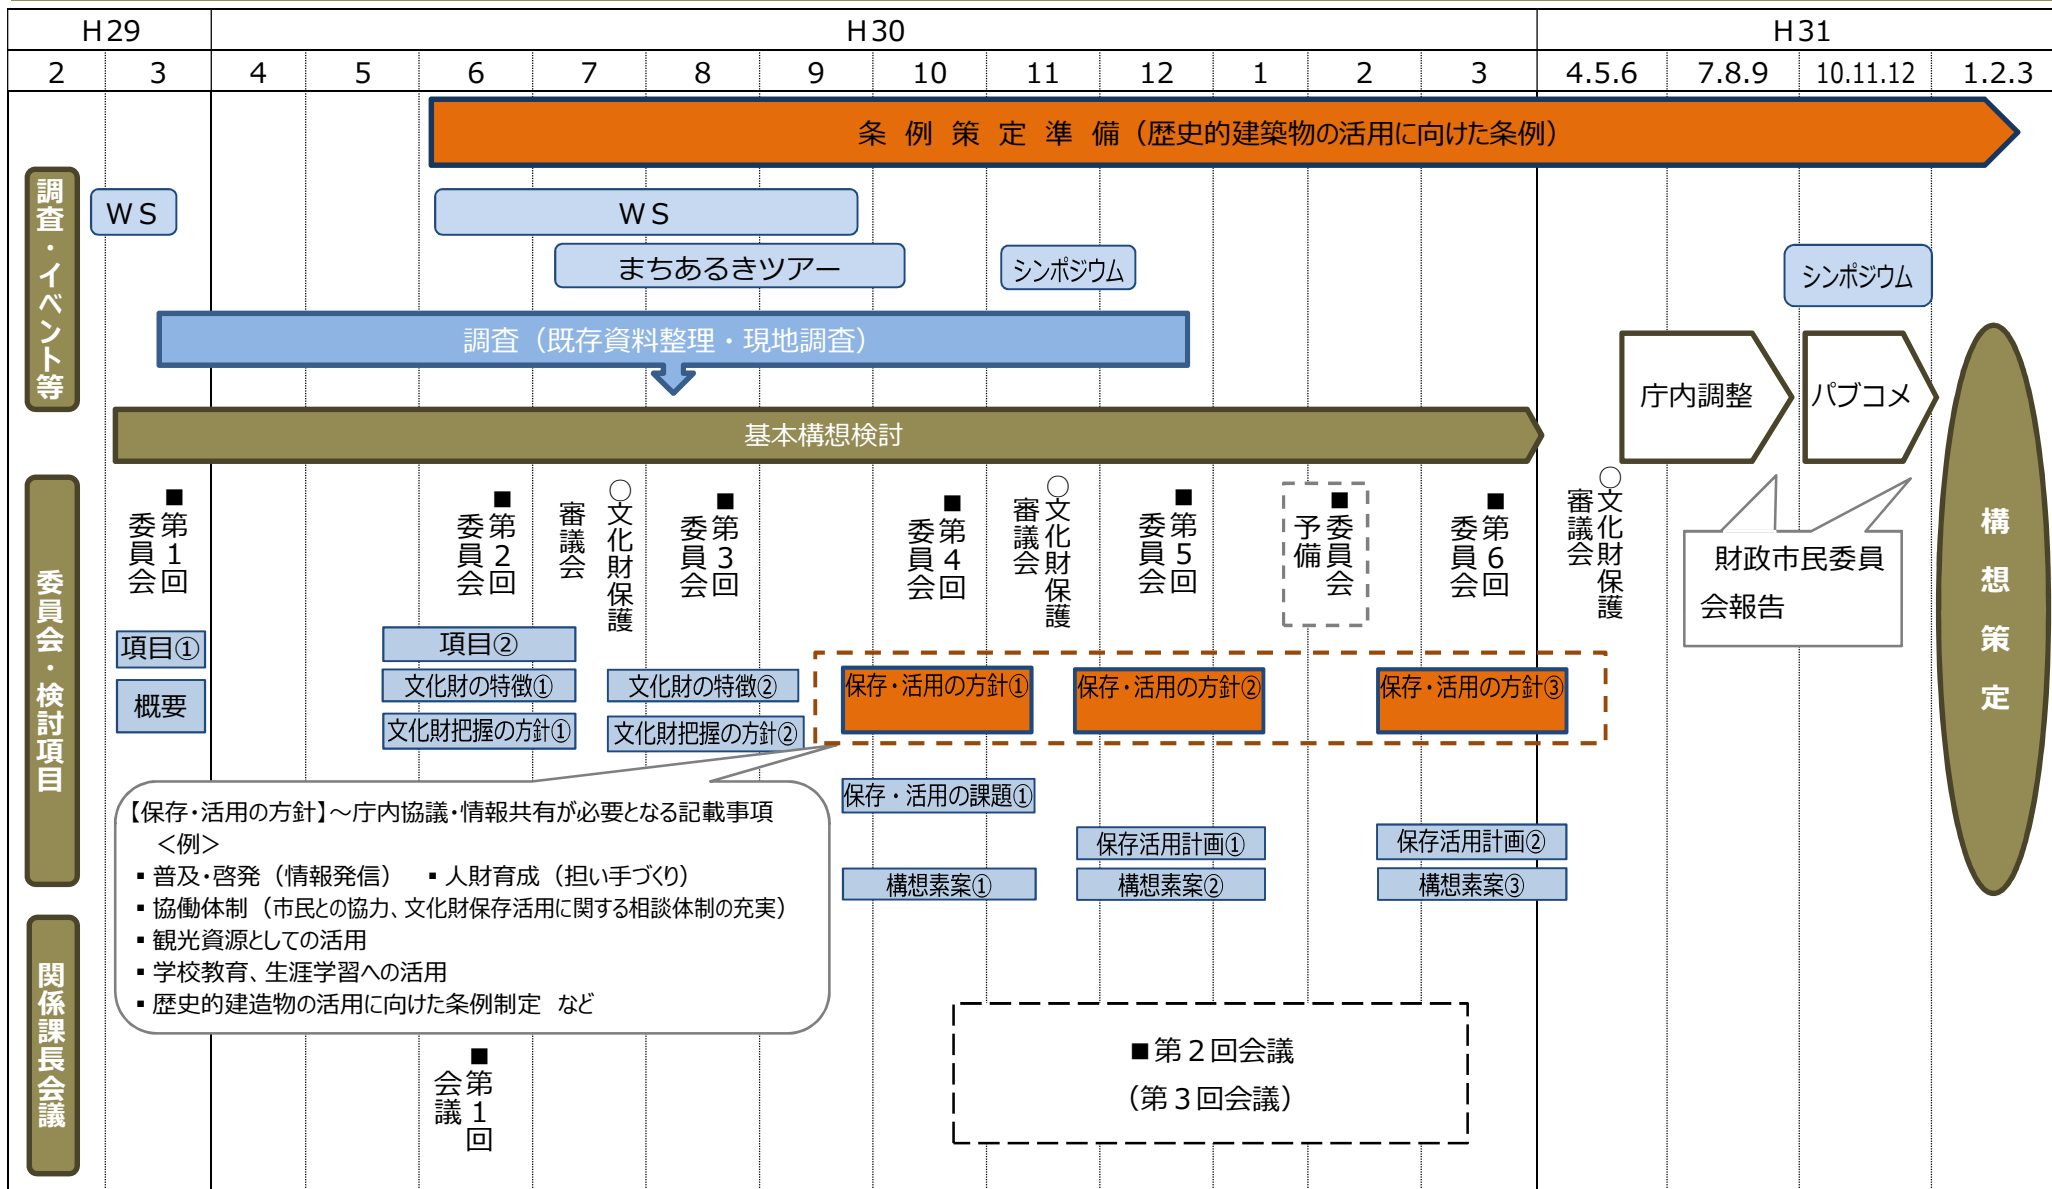 H29
H30
H31
2
3
4
5
6
7
8
9
10
11
12
1
2
3
4.5.6
7.8.9
10.11.12
1.2.3
条例策定準備（歴史的建築物の活用に向けた条例）
調査・イベント等
ＷＳ
ＷＳ
まちあるきツアー
シンポジウム
シンポジウム
調査（既存資料整理・現地調査）
庁内調整
パブコメ
基本構想検討
構想策定
委員会・検討項目
■第１回
委員会
■第２回
委員会
○文化財保護
審議会
■第３回
委員会
■第４回
委員会
○文化財保護
審議会
■第５回
委員会
■委員会
予備
■第６回
委員会
○文化財保護
審議会
財政市民委員
会報告
項目①
概要
項目②
文化財の特徴①
文化財把握の方針①
文化財の特徴②
文化財把握の方針②
保存・活用の方針①
保存・活用の方針②
保存・活用の方針③
保存・活用の課題①
保存活用計画①
保存活用計画②
構想素案①
構想素案②
構想素案③
【保存・活用の方針】～庁内協議・情報共有が必要となる記載事項
＜例＞
▪普及・啓発（情報発信）　▪人財育成（担い手づくり）
▪協働体制（市民との協力、文化財保存活用に関する相談体制の充実）
▪観光資源としての活用
▪学校教育、生涯学習への活用
▪歴史的建造物の活用に向けた条例制定　など
関係課長会議
■第１回
会議
■第２回会議
（第３回会議）